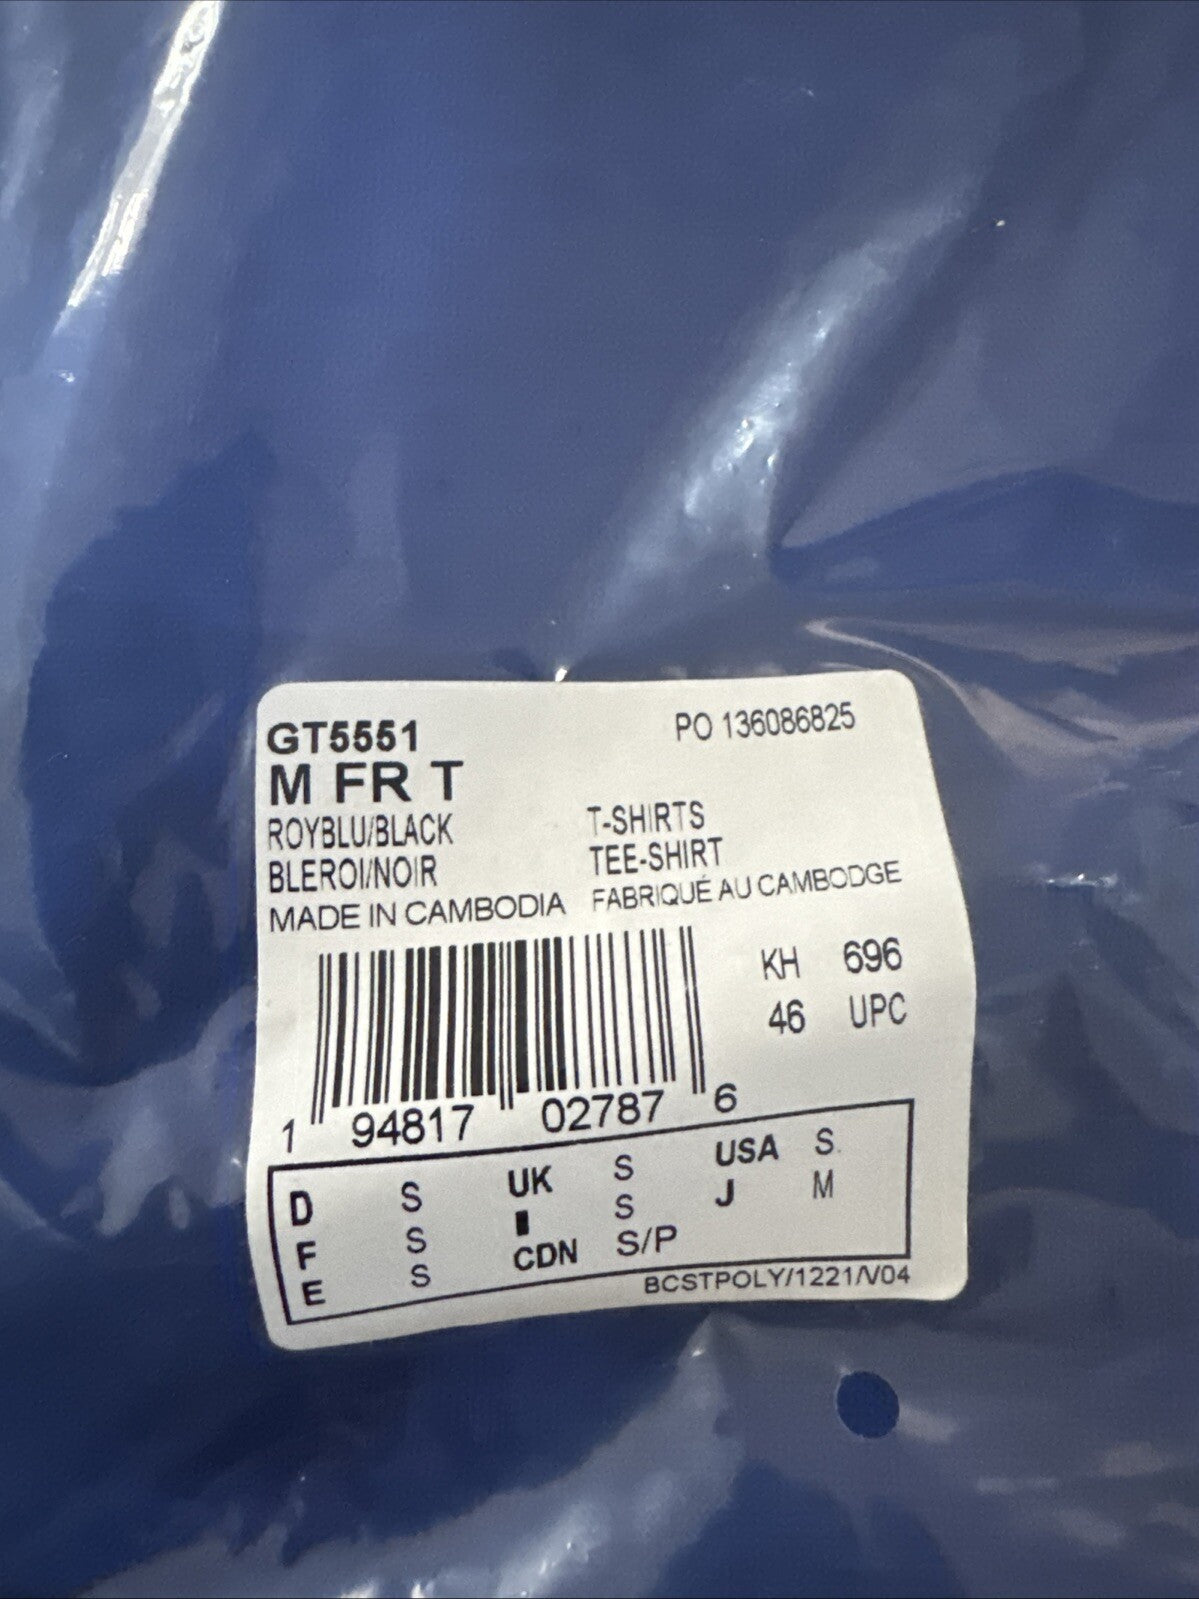 GT5551 PO 136086825
M FR T
ROYBLU/BLACK T-SHIRTS
BLEROI/NOIR TEE-SHIRT
MADE IN CAMBODIA FABRIQUÉ AU CAMBODGE
KH 696
46 UPC
1 94817 02787 6
D S UK S USA S
F S I S J M
E S CDN S/P
BCSTPOLY/1221/V04